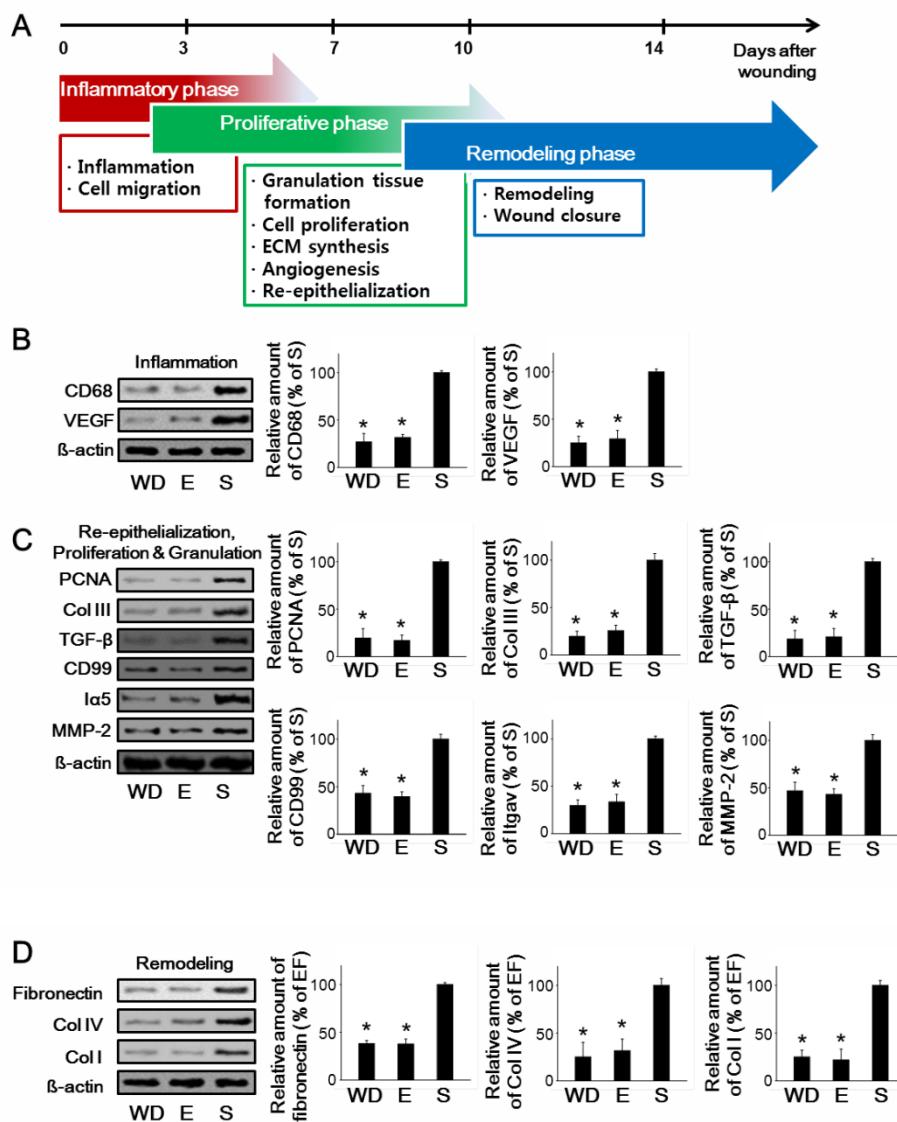 A
0 3 7 10 14 Days after
wounding
Inflammatory phase
Proliferative phase
Remodeling phase
· Inflammation
· Cell migration
· Granulation tissue
formation
· Cell proliferation
· ECM synthesis
· Angiogenesis
· Re-epithelialization
· Remodeling
· Wound closure
B
Inflammation
CD68
VEGF
ß-actin
WD E S
Relative amount
of CD68 (% of S)
100
50
0
* *
WD E S
Relative amount
of VEGF (% of S)
100
50
0
* *
WD E S
C
Re-epithelialization,
Proliferation & Granulation
PCNA
Col III
TGF-β
CD99
Iα5
MMP-2
ß-actin
WD E S
Relative amount
of PCNA (% of S)
100
50
0
* *
WD E S
Relative amount
of Col III (% of S)
100
50
0
* *
WD E S
Relative amount
of TGF-β (% of S)
100
50
0
* *
WD E S
Relative amount
of CD99 (% of S)
100
50
0
* *
WD E S
Relative amount
of Itgav (% of S)
100
50
0
* *
WD E S
Relative amount
of MMP-2 (% of S)
100
50
0
* *
WD E S
D
Remodeling
Fibronectin
Col IV
Col I
ß-actin
WD E S
Relative amount of
fibronectin (% of EF)
100
50
0
* *
WD E S
Relative amount
of Col IV (% of EF)
100
50
0
* *
WD E S
Relative amount
of Col I (% of EF)
100
50
0
* *
WD E S